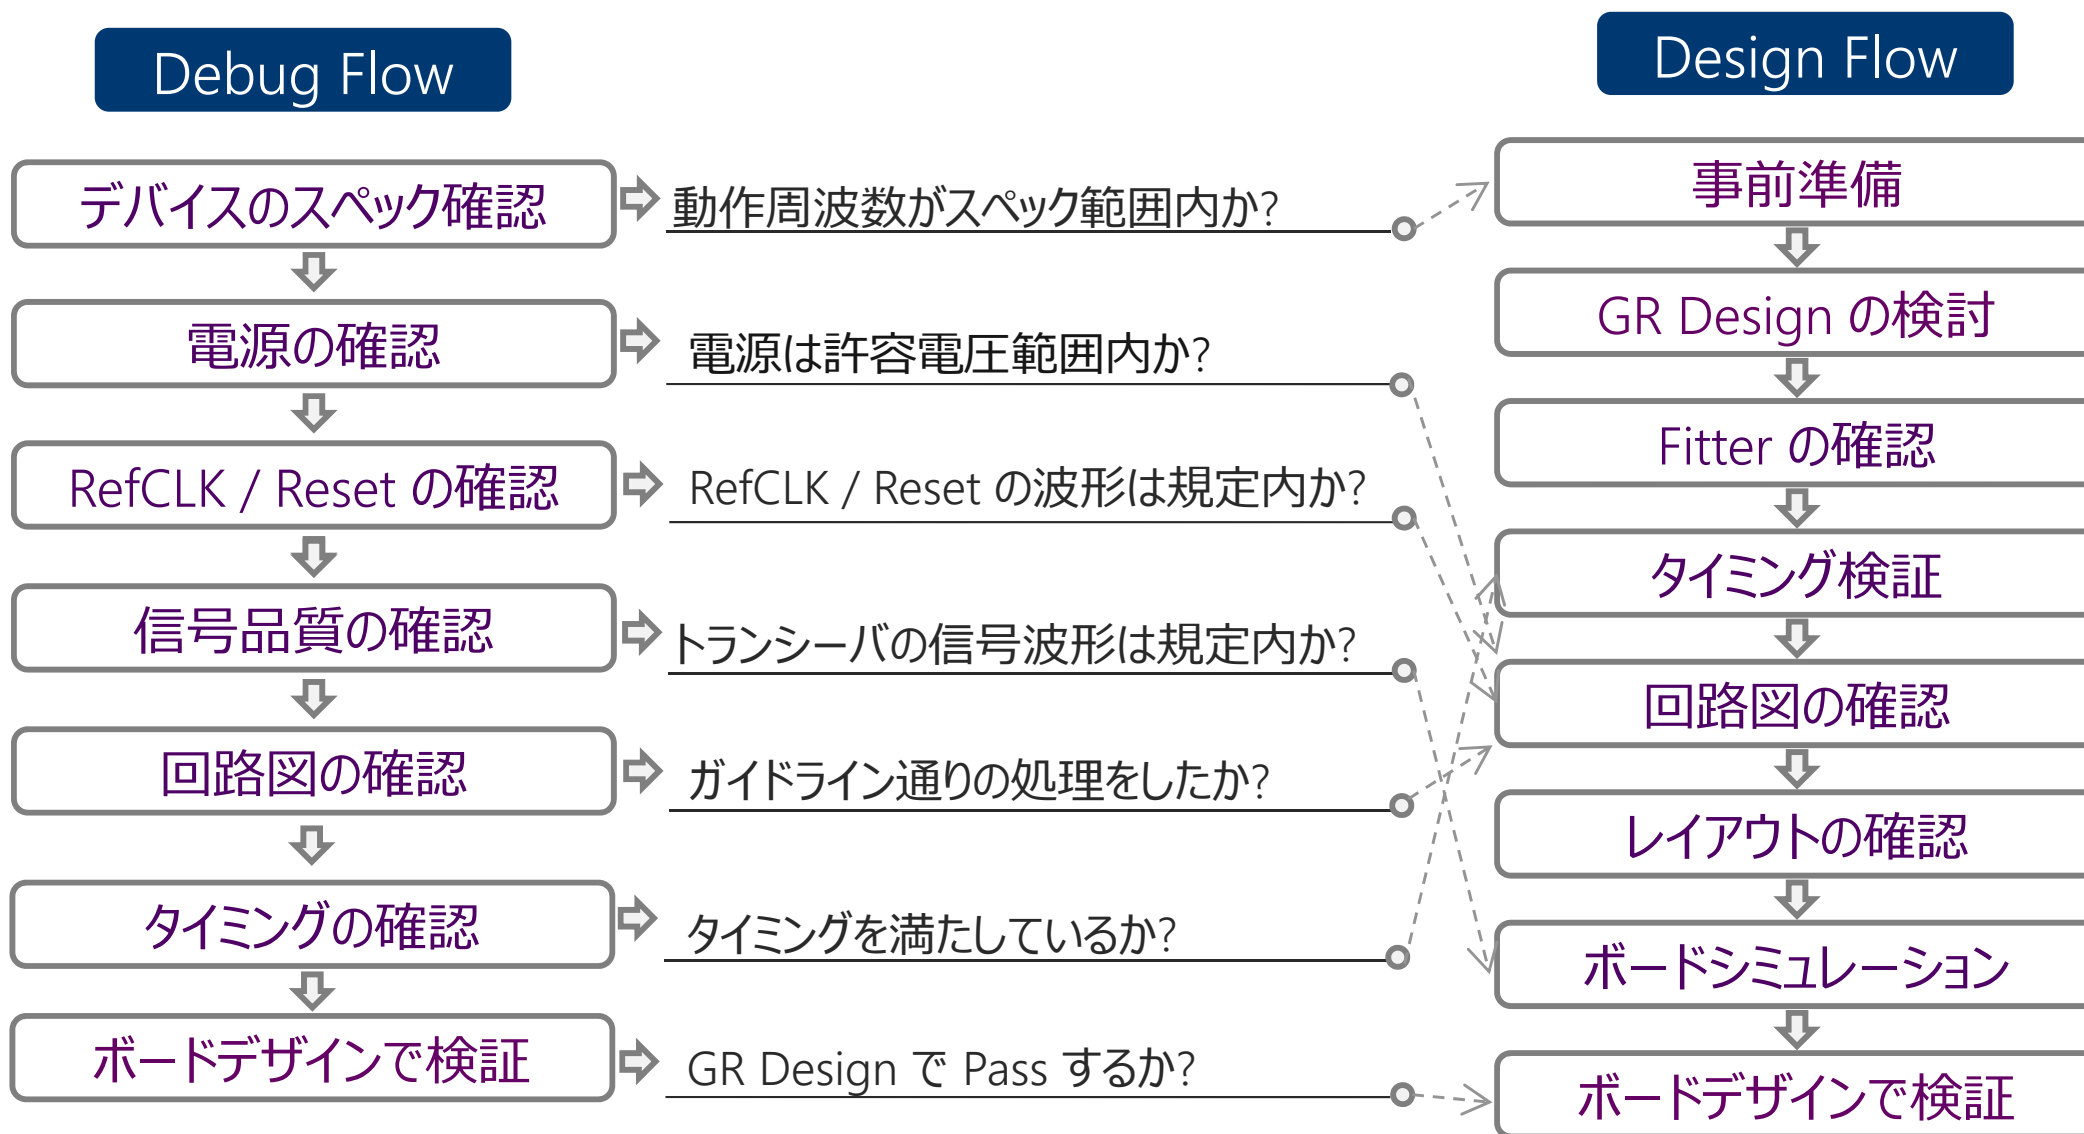 Debug Flow
デバイスのスペック確認
動作周波数がスペック範囲内か?
電源の確認
電源は許容電圧範囲内か?
RefCLK / Reset の確認
RefCLK / Reset の波形は規定内か?
信号品質の確認
トランシーバの信号波形は規定内か?
回路図の確認
ガイドライン通りの処理をしたか?
タイミングの確認
タイミングを満たしているか?
ボードデザインで検証
GR Design で Pass するか?
Design Flow
事前準備
GR Design の検討
Fitter の確認
タイミング検証
回路図の確認
レイアウトの確認
ボードシミュレーション
ボードデザインで検証